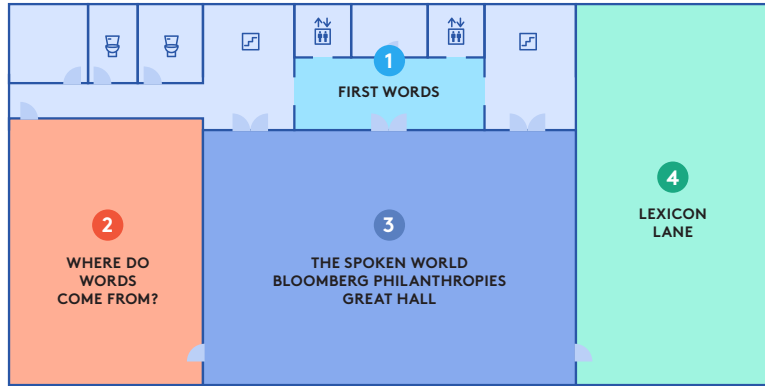 1
FIRST WORDS
2
WHERE DO
WORDS
COME FROM?
3
THE SPOKEN WORLD
BLOOMBERG PHILANTHROPIES
GREAT HALL
4
LEXICON
LANE